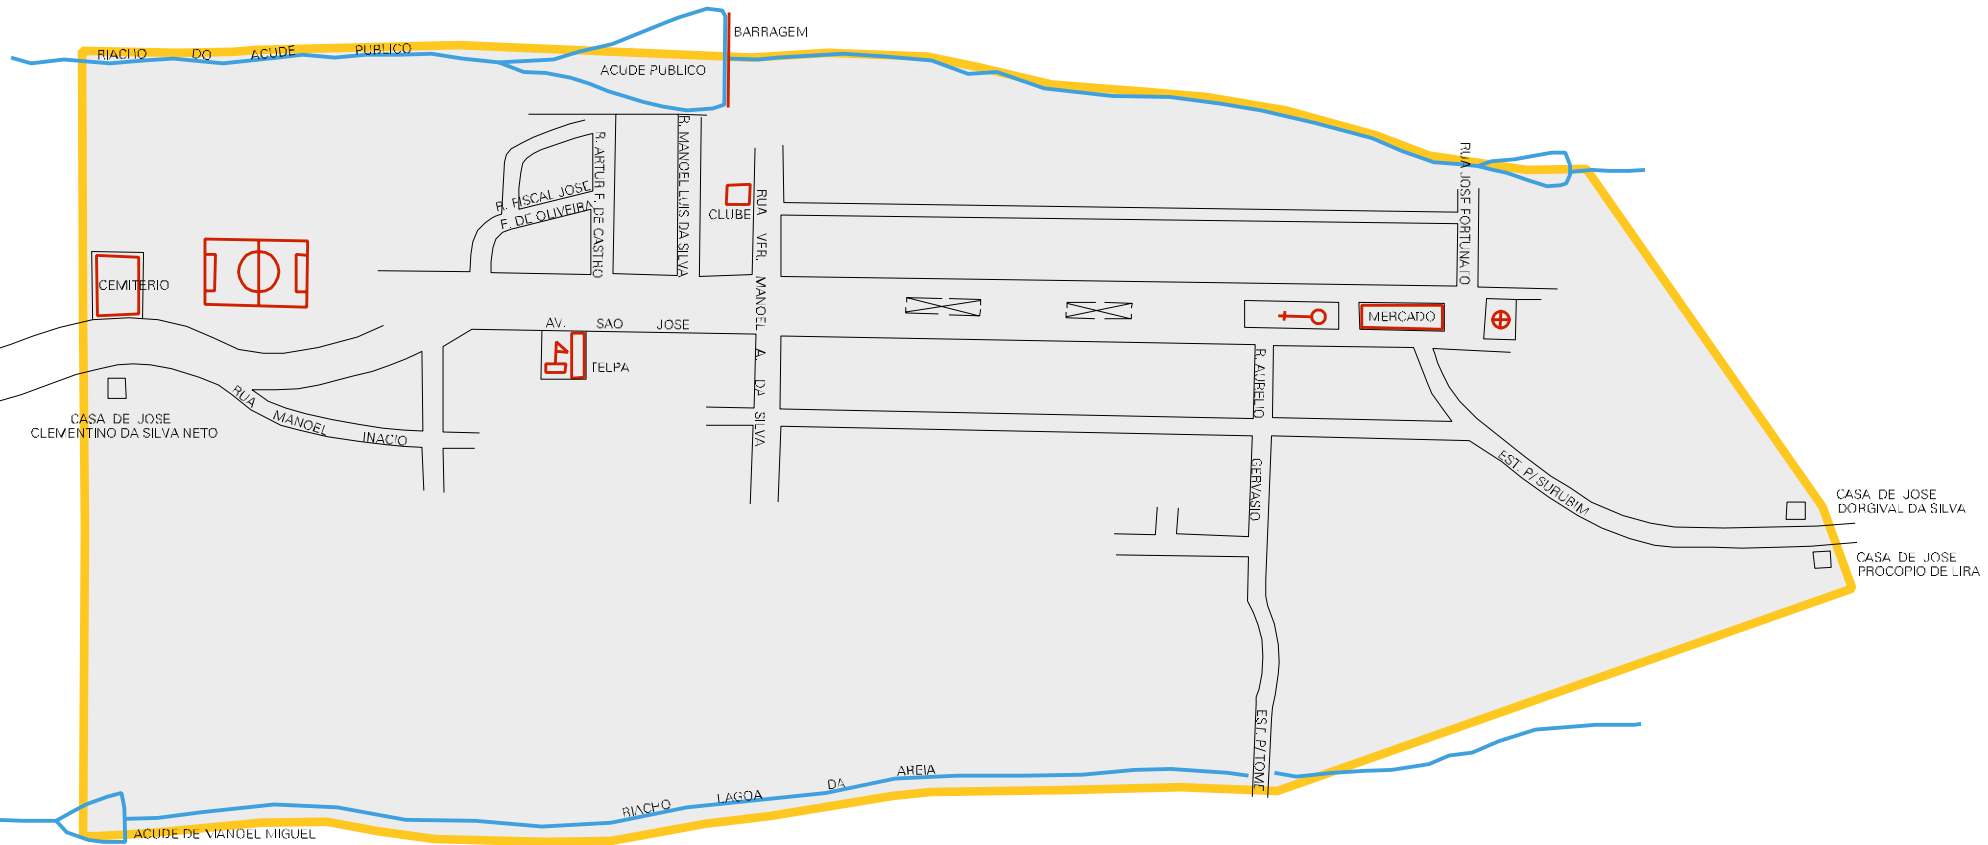 BARRAGEM
RIACHO DO ACUDE PUBLICO
ACUDE PUBLICO
R. ARTUR F. DE CASTRO
R. MANOEL LUIS DA SILVA
R. FISCAL JOSE
F. DE OLIVEIRA
CLUBE
RUA VER. MANOEL A. DA SILVA
RUA JOSE FORTUNATO
CEMITERIO
AV. SAO JOSE
MERCADO
TELPA
R. AURELIO GERVASIO
RUA MANOEL INACIO
CASA DE JOSE
CLEMENTINO DA SILVA NETO
EST. P/ SURUBIM
CASA DE JOSE
DORGIVAL DA SILVA
CASA DE JOSE
PROCOPIO DE LIRA
EST. P/ TOME
RIACHO LAGOA DA AREIA
ACUDE DE MANOEL MIGUEL